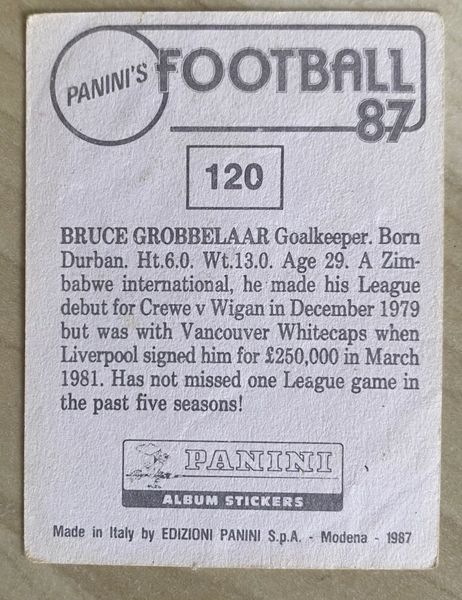 PANINI'S FOOTBALL
87
120
BRUCE GROBBELAAR Goalkeeper. Born
Durban. Ht.6.0. Wt.13.0. Age 29. A Zim-
babwe international, he made his League
debut for Crewe v Wigan in December 1979
but was with Vancouver Whitecaps when
Liverpool signed him for £250,000 in March
1981. Has not missed one League game in
the past five seasons!
PANINI
ALBUM STICKERS
Made in Italy by EDIZIONI PANINI S.p.A. - Modena - 1987